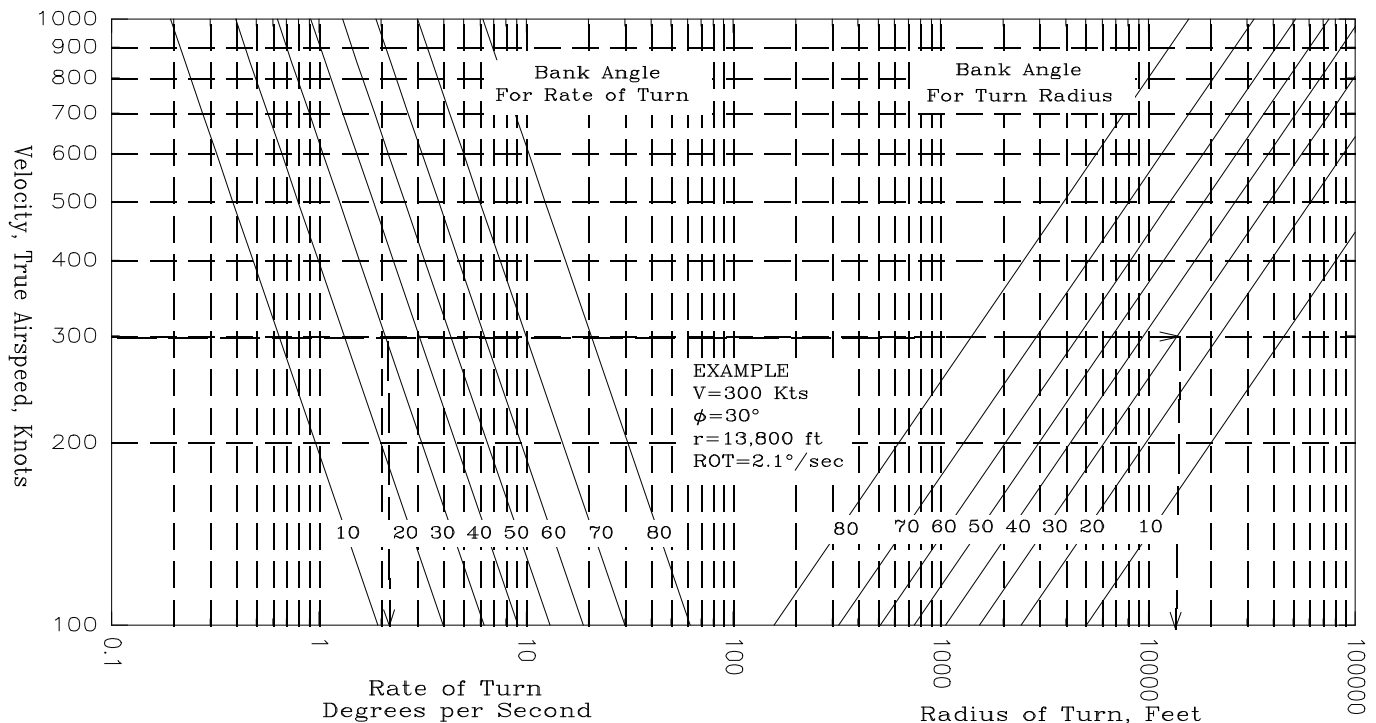 1000
900
800
700
600
500
400
300
200
100
Velocity, True Airspeed, Knots
Bank Angle
For Rate of Turn
Bank Angle
For Turn Radius
EXAMPLE
V=300 Kts
ϕ=30°
r=13,800 ft
ROT=2.1°/sec
10 20 30 40 50 60 70 80
80 70 60 50 40 30 20 10
0.1 1 10 100 1000 10000 100000
Rate of Turn
Degrees per Second
Radius of Turn, Feet